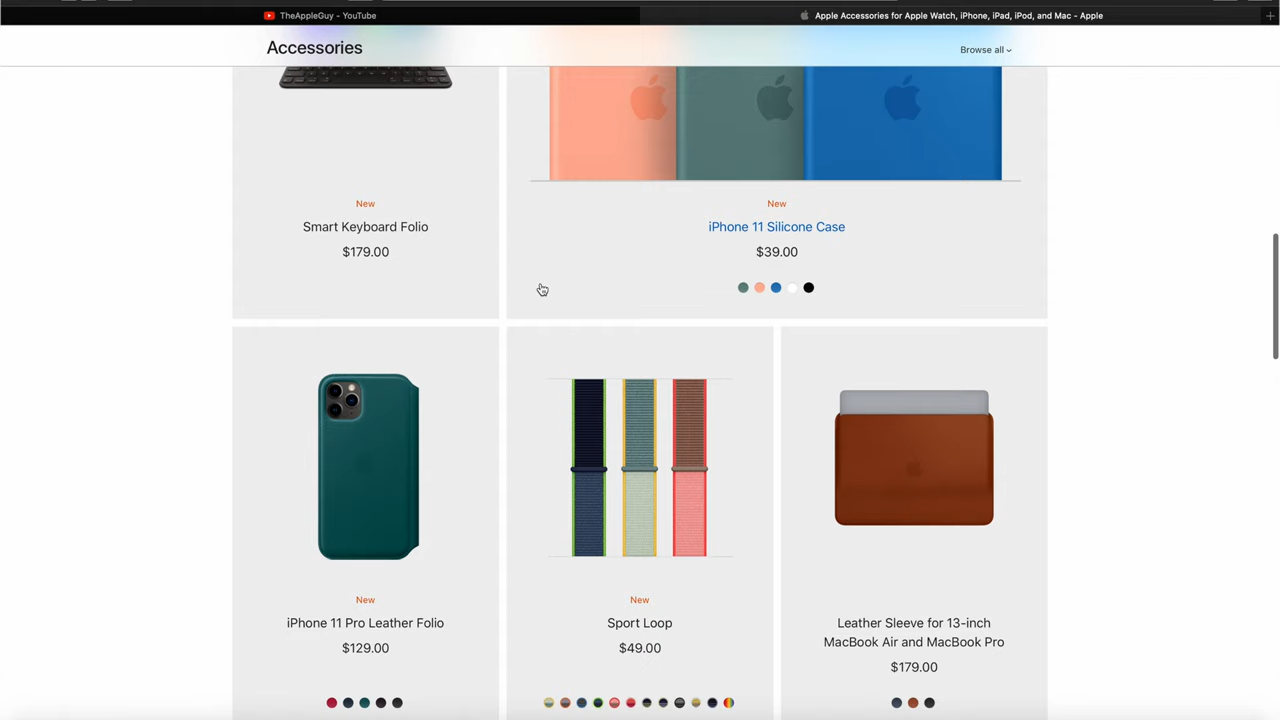 TheAppleGuy - YouTube
Apple Accessories for Apple Watch, iPhone, iPad, iPod, and Mac - Apple
Accessories
Browse all
New
Smart Keyboard Folio
$179.00
New
iPhone 11 Silicone Case
$39.00
New
iPhone 11 Pro Leather Folio
$129.00
New
Sport Loop
$49.00
Leather Sleeve for 13-inch
MacBook Air and MacBook Pro
$179.00